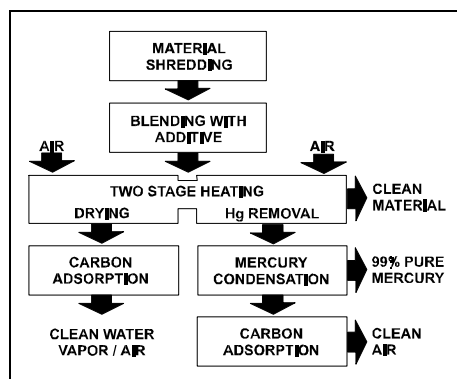 MATERIAL
SHREDDING
BLENDING WITH
ADDITIVE
AIR
AIR
TWO STAGE HEATING
DRYING
Hg REMOVAL
CLEAN
MATERIAL
CARBON
ADSORPTION
MERCURY
CONDENSATION
99% PURE
MERCURY
CLEAN WATER
VAPOR / AIR
CARBON
ADSORPTION
CLEAN
AIR